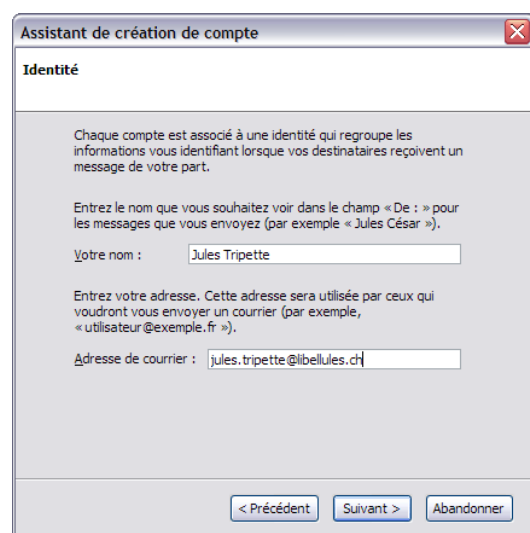 Assistant de création de compte
Identité
Chaque compte est associé à une identité qui regroupe les
informations vous identifiant lorsque vos destinataires reçoivent un
message de votre part.
Entrez le nom que vous souhaitez voir dans le champ « De : » pour
les messages que vous envoyez (par exemple « Jules César »).
Votre nom : Jules Tripette
Entrez votre adresse. Cette adresse sera utilisée par ceux qui
voudront vous envoyer un courrier (par exemple,
« utilisateur@exemple.fr »).
Adresse de courrier : jules.tripette@libellules.ch
< Précédent Suivant > Abandonner